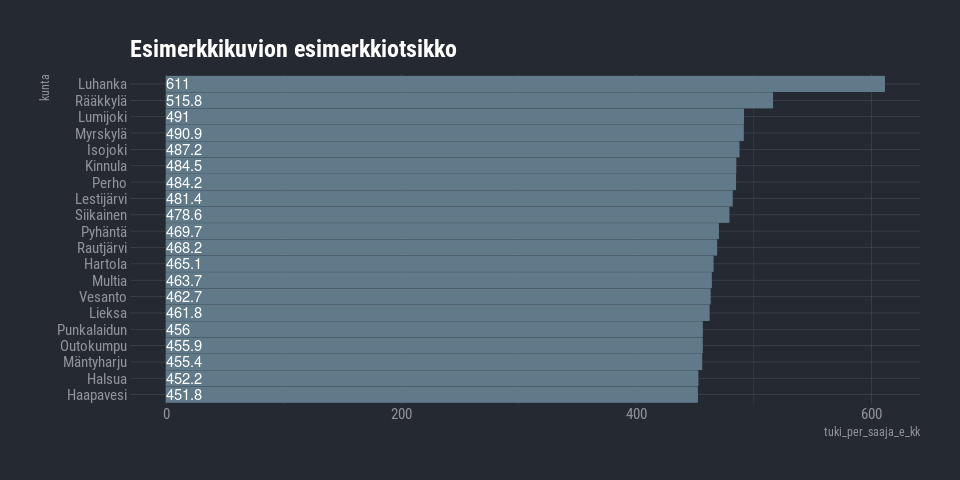 Esimerkkikuvion esimerkkiotsikko
kunta
Luhanka 611
Rääkkylä 515.8
Lumijoki 491
Myrskylä 490.9
Isojoki 487.2
Kinnula 484.5
Perho 484.2
Lestijärvi 481.4
Siikainen 478.6
Pyhäntä 469.7
Rautjärvi 468.2
Hartola 465.1
Multia 463.7
Vesanto 462.7
Lieksa 461.8
Punkalaidun 456
Outokumpu 455.9
Mäntyharju 455.4
Halsua 452.2
Haapavesi 451.8
0 200 400 600
tuki_per_saaja_e_kk